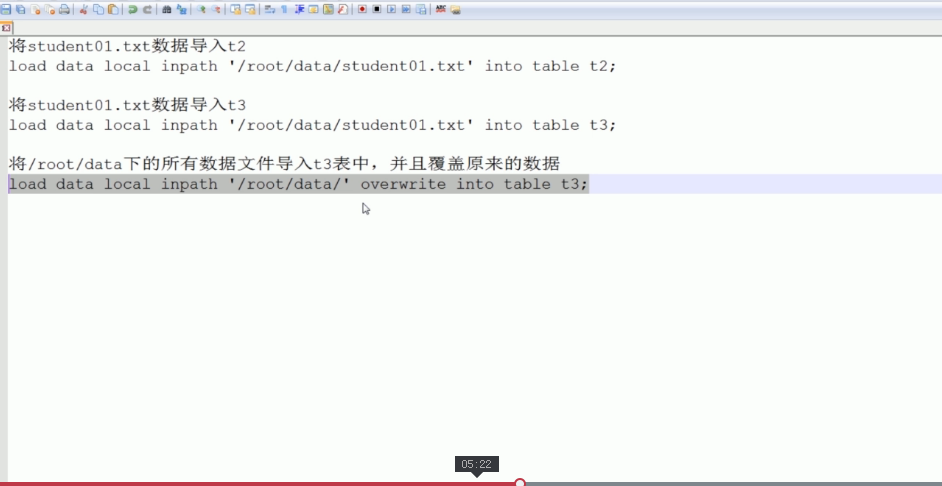 将student01.txt数据导入t2
load data local inpath '/root/data/student01.txt' into table t2;
将student01.txt数据导入t3
load data local inpath '/root/data/student01.txt' into table t3;
将/root/data下的所有数据文件导入t3表中，并且覆盖原来的数据
load data local inpath '/root/data/' overwrite into table t3;
05:22